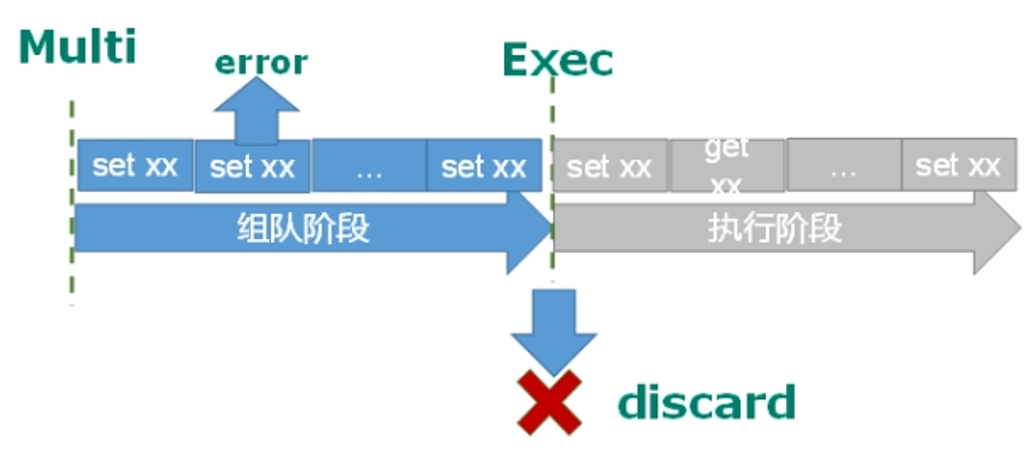 Multi
error
Exec
set xx
set xx
...
set xx
set xx
get
xx
...
set xx
组队阶段
执行阶段
discard